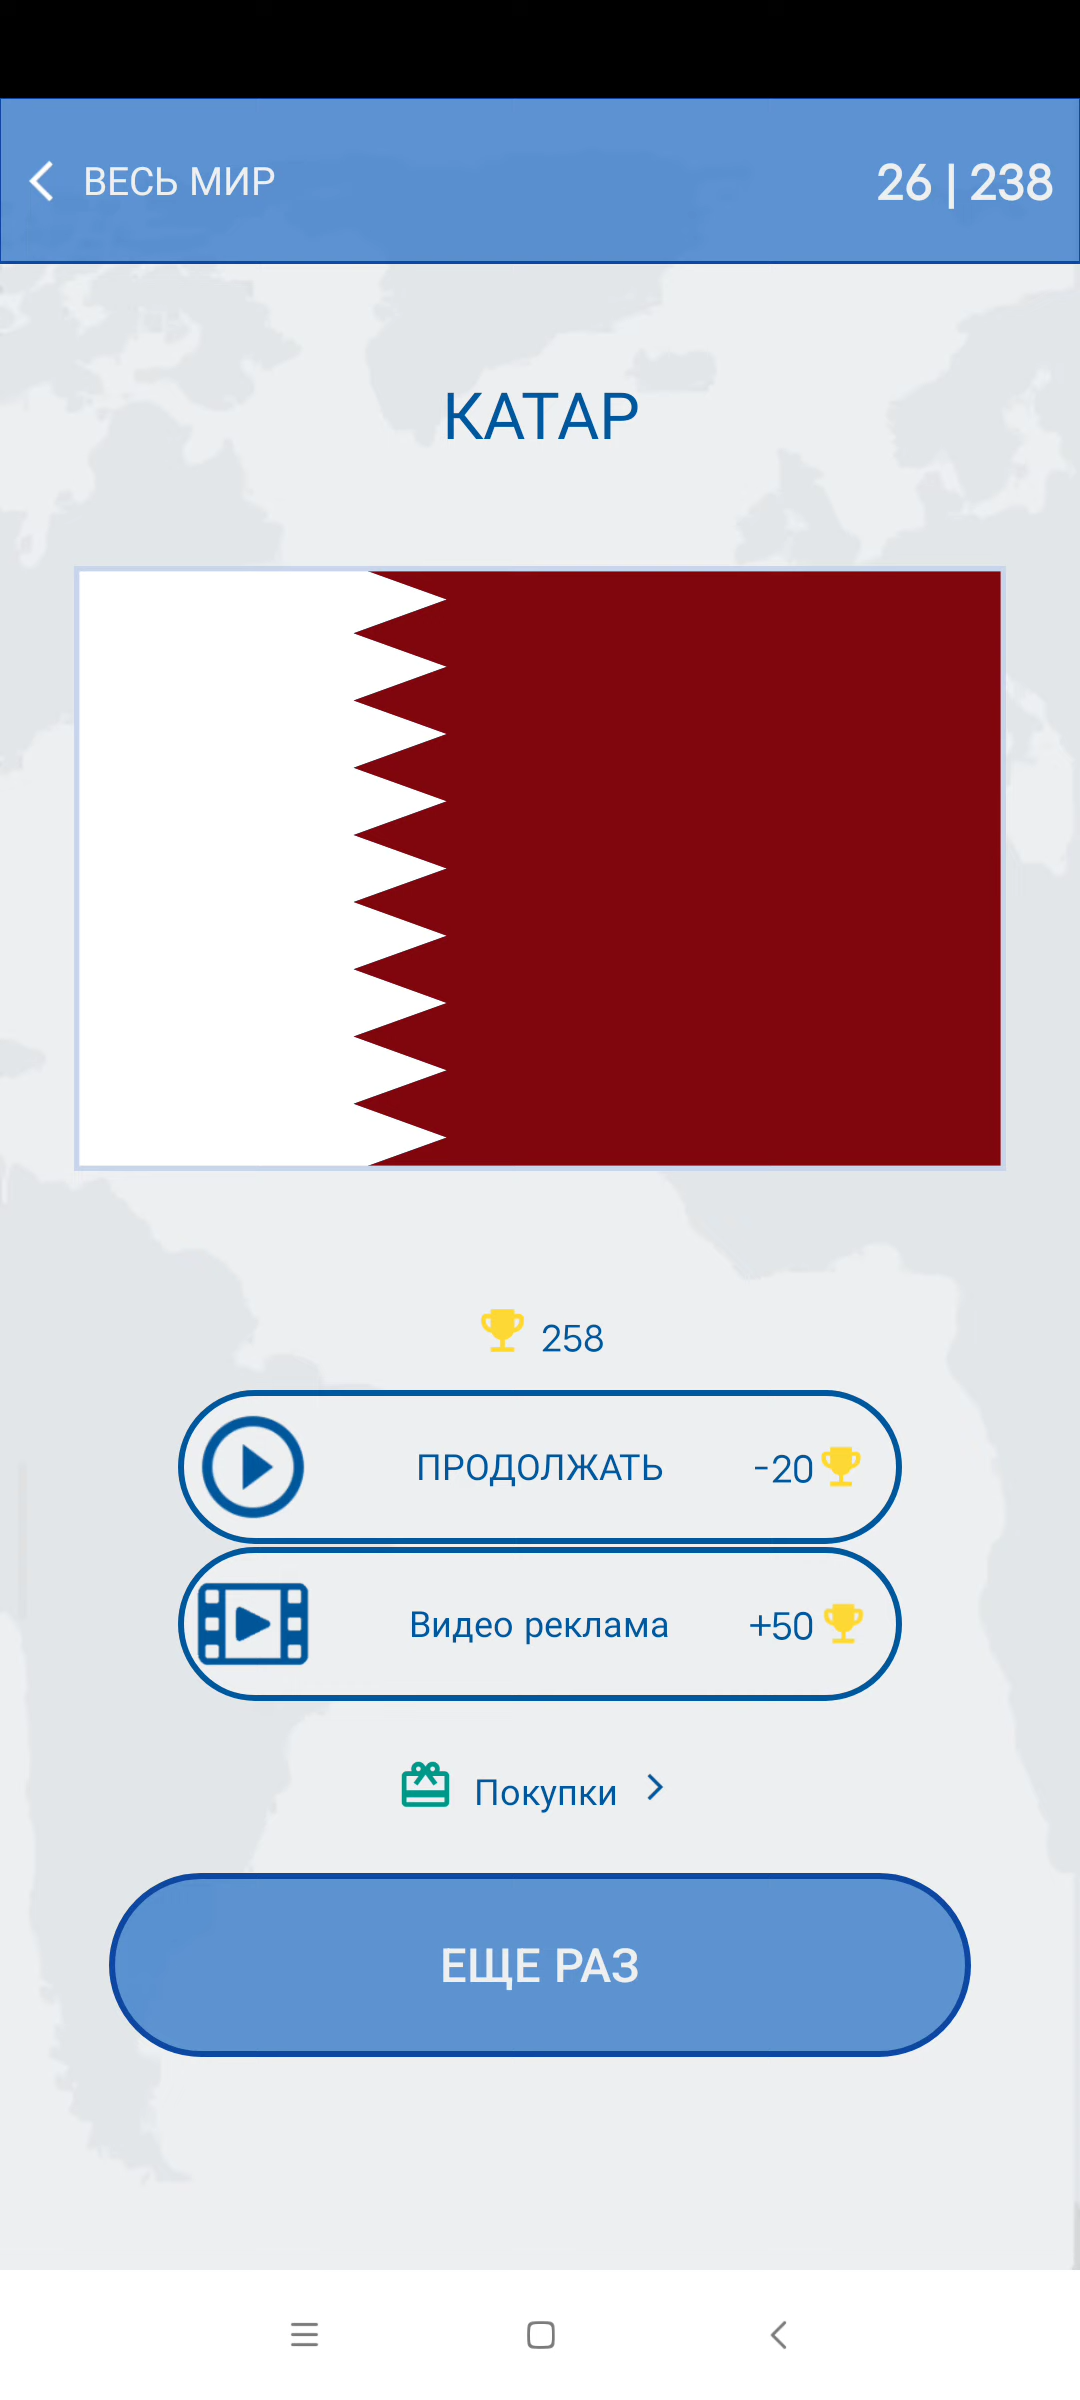 ВЕСЬ МИР
26 | 238
КАТАР
258
ПРОДОЛЖАТЬ -20
Видео реклама +50
Покупки
ЕЩЕ РАЗ